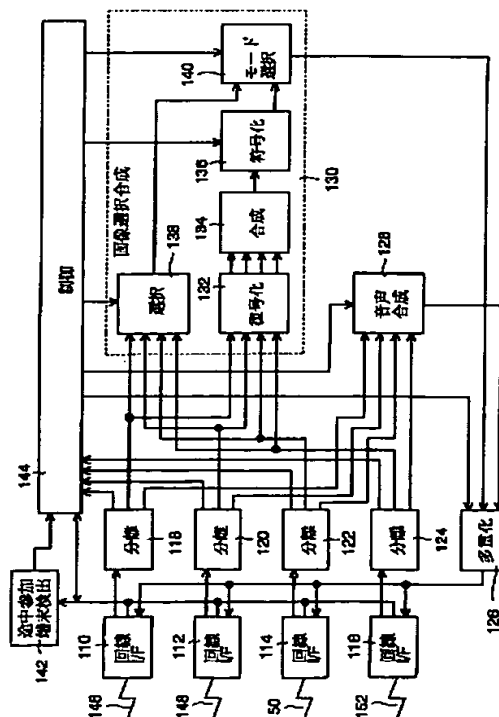 144
制御
途中参加
端末検出
142
画像選択合成
選択
138
復号化
132
合成
134
符号化
136
モード
選択
140
130
音声
合成
128
分離
118
分離
120
分離
122
分離
124
多重化
126
110
回線
I/F
112
回線
I/F
114
回線
I/F
116
回線
I/F
146
148
50
152